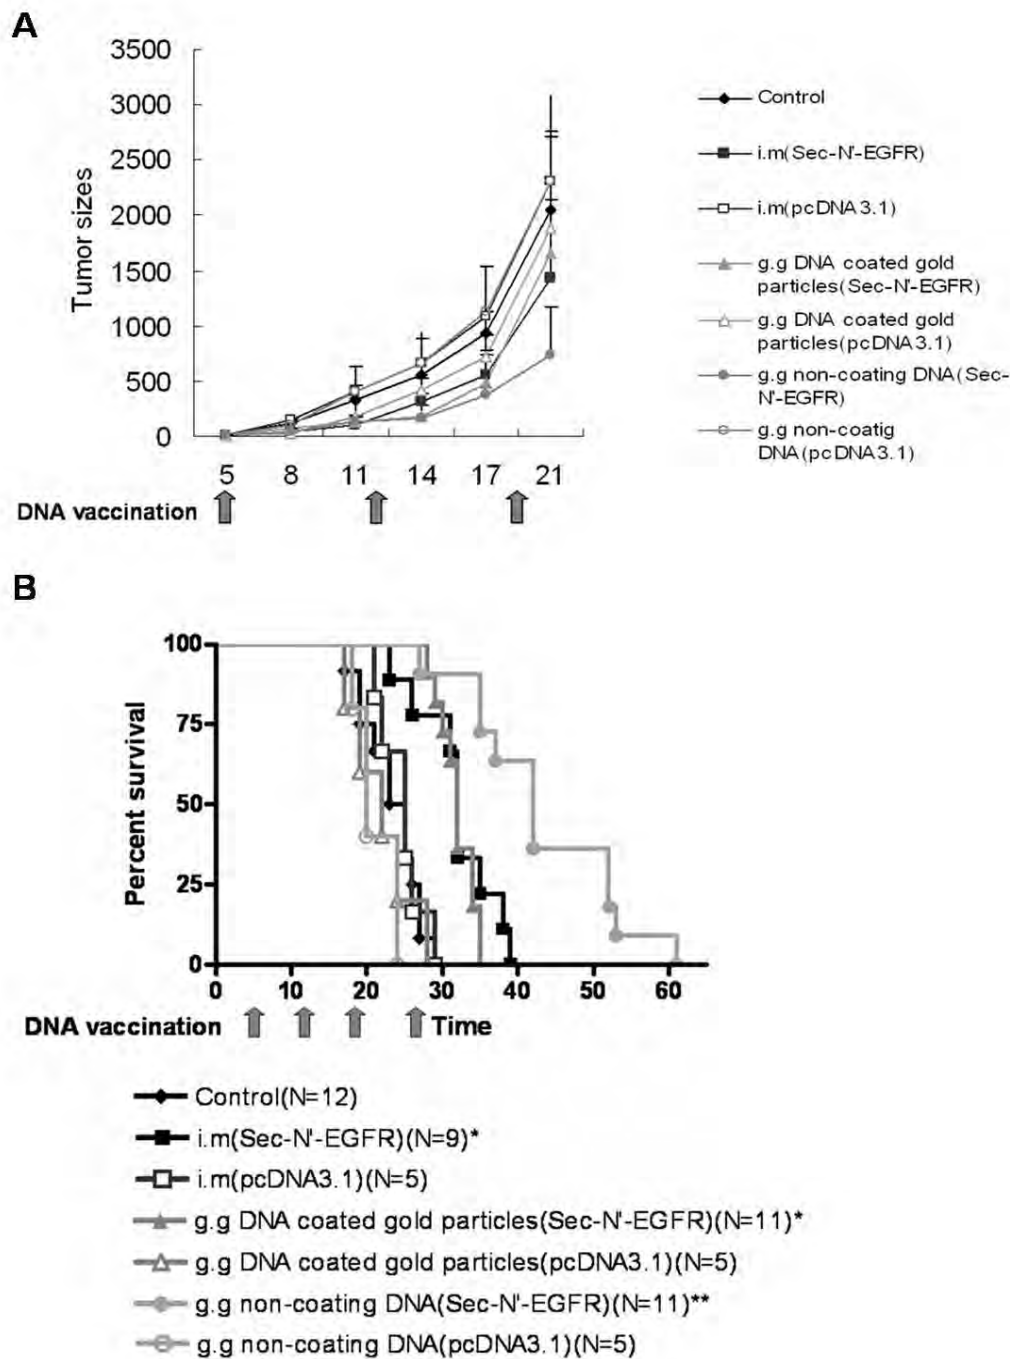 A
3500
3000
2500
2000
1500
1000
500
0
Tumor sizes
5 8 11 14 17 21
DNA vaccination
Control
i.m(Sec-N'-EGFR)
i.m(pcDNA3.1)
g.g DNA coated gold
particles(Sec-N'-EGFR)
g.g DNA coated gold
particles(pcDNA3.1)
g.g non-coating DNA(Sec-
N'-EGFR)
g.g non-coatig
DNA(pcDNA3.1)
B
100
75
50
25
0
Percent survival
0 10 20 30 40 50 60
DNA vaccination Time
Control(N=12)
i.m(Sec-N'-EGFR)(N=9)*
i.m(pcDNA3.1)(N=5)
g.g DNA coated gold particles(Sec-N'-EGFR)(N=11)*
g.g DNA coated gold particles(pcDNA3.1)(N=5)
g.g non-coating DNA(Sec-N'-EGFR)(N=11)**
g.g non-coating DNA(pcDNA3.1)(N=5)